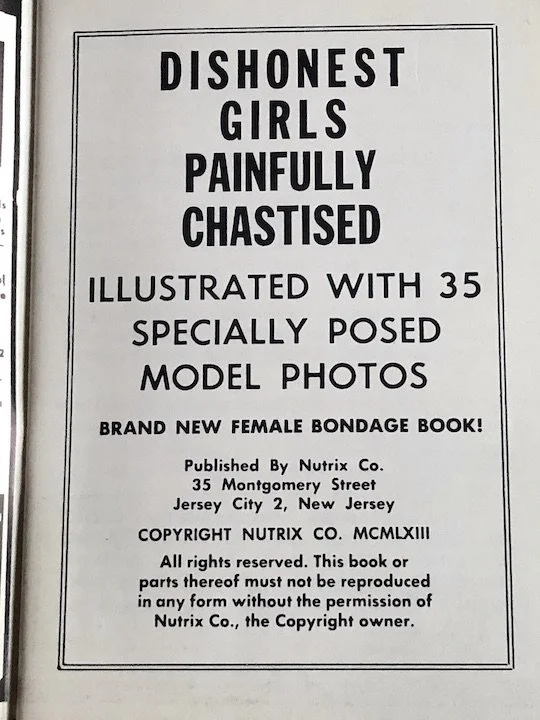 DISHONEST
GIRLS
PAINFULLY
CHASTISED
ILLUSTRATED WITH 35
SPECIALLY POSED
MODEL PHOTOS
BRAND NEW FEMALE BONDAGE BOOK!
Published By Nutrix Co.
35 Montgomery Street
Jersey City 2, New Jersey
COPYRIGHT NUTRIX CO. MCMLXIII
All rights reserved. This book or
parts thereof must not be reproduced
in any form without the permission of
Nutrix Co., the Copyright owner.